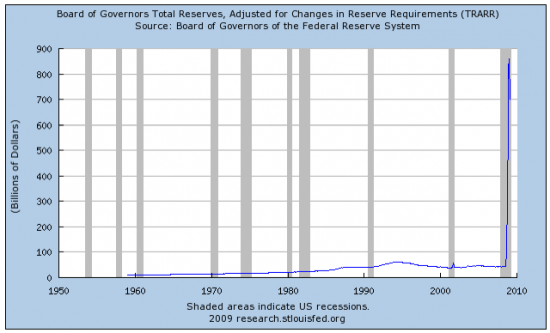 Board of Governors Total Reserves, Adjusted for Changes in Reserve Requirements (TRARR)
Source: Board of Governors of the Federal Reserve System
(Billions of Dollars)
900
800
700
600
500
400
300
200
100
0
1950 1960 1970 1980 1990 2000 2010
Shaded areas indicate US recessions.
2009 research.stlouisfed.org